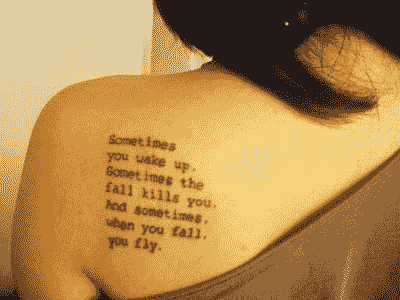 Sometimes
you wake up.
Sometimes the
fall kills you.
And sometimes,
when you fall,
you fly.